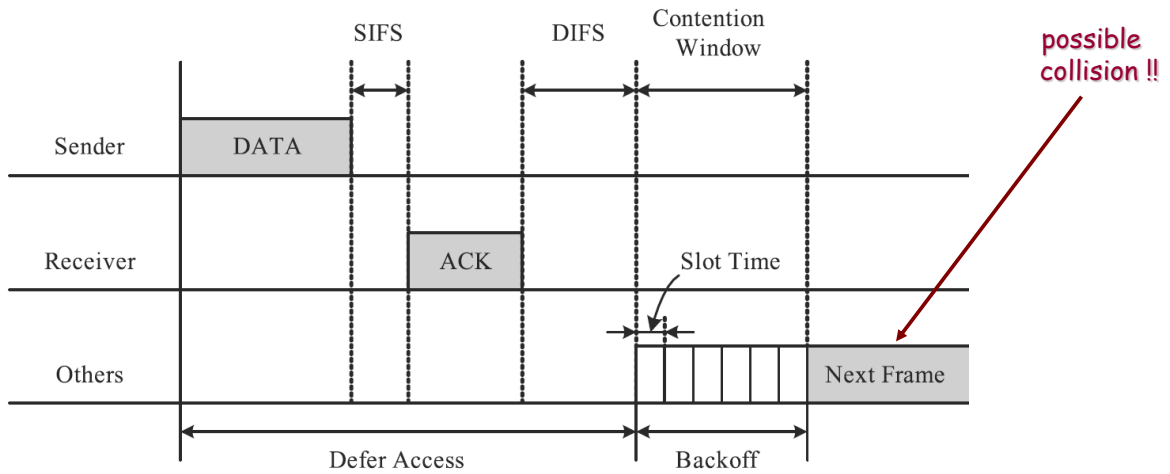 SIFS
DIFS
Contention
Window
possible
collision !!
Sender
DATA
Receiver
ACK
Slot Time
Others
Next Frame
Defer Access
Backoff